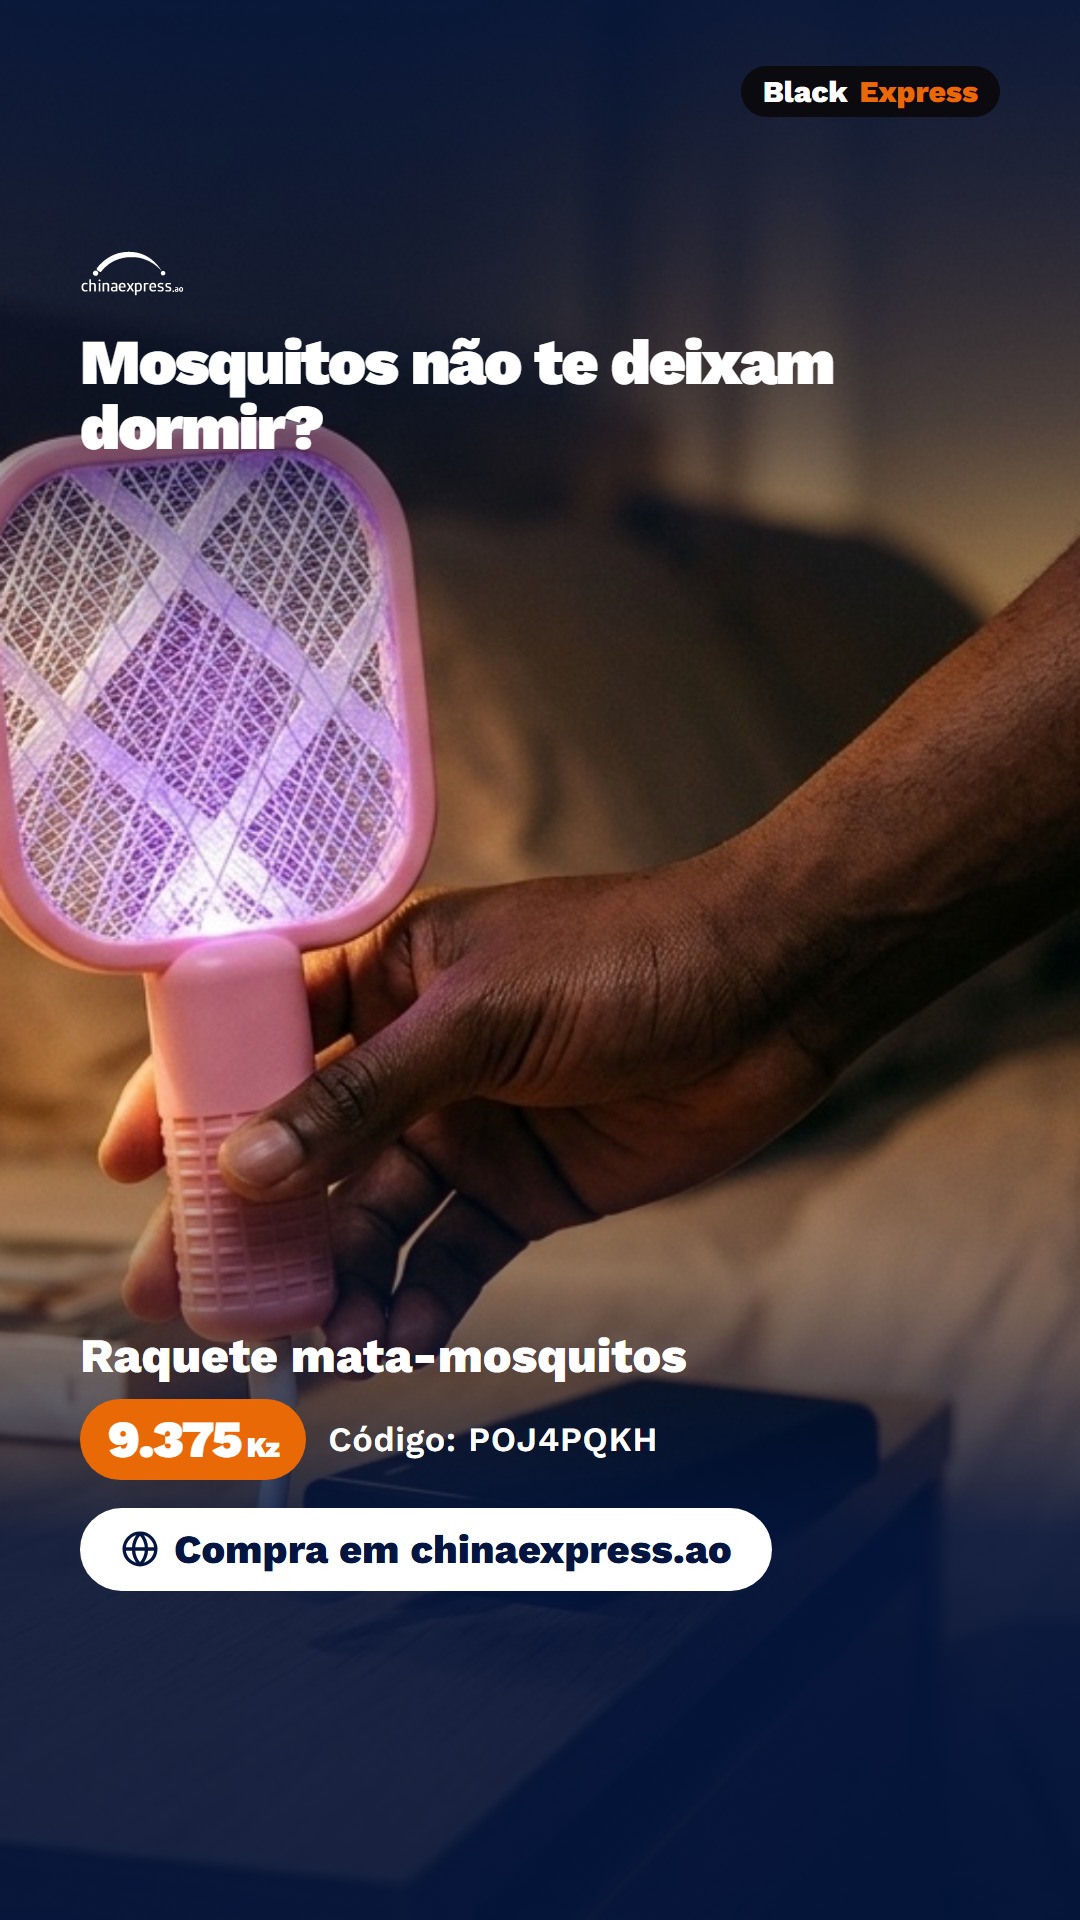 Black Express
chinaexpress.ao
Mosquitos não te deixam
dormir?
Raquete mata-mosquitos
9.375 Kz
Código: POJ4PQKH
Compra em chinaexpress.ao